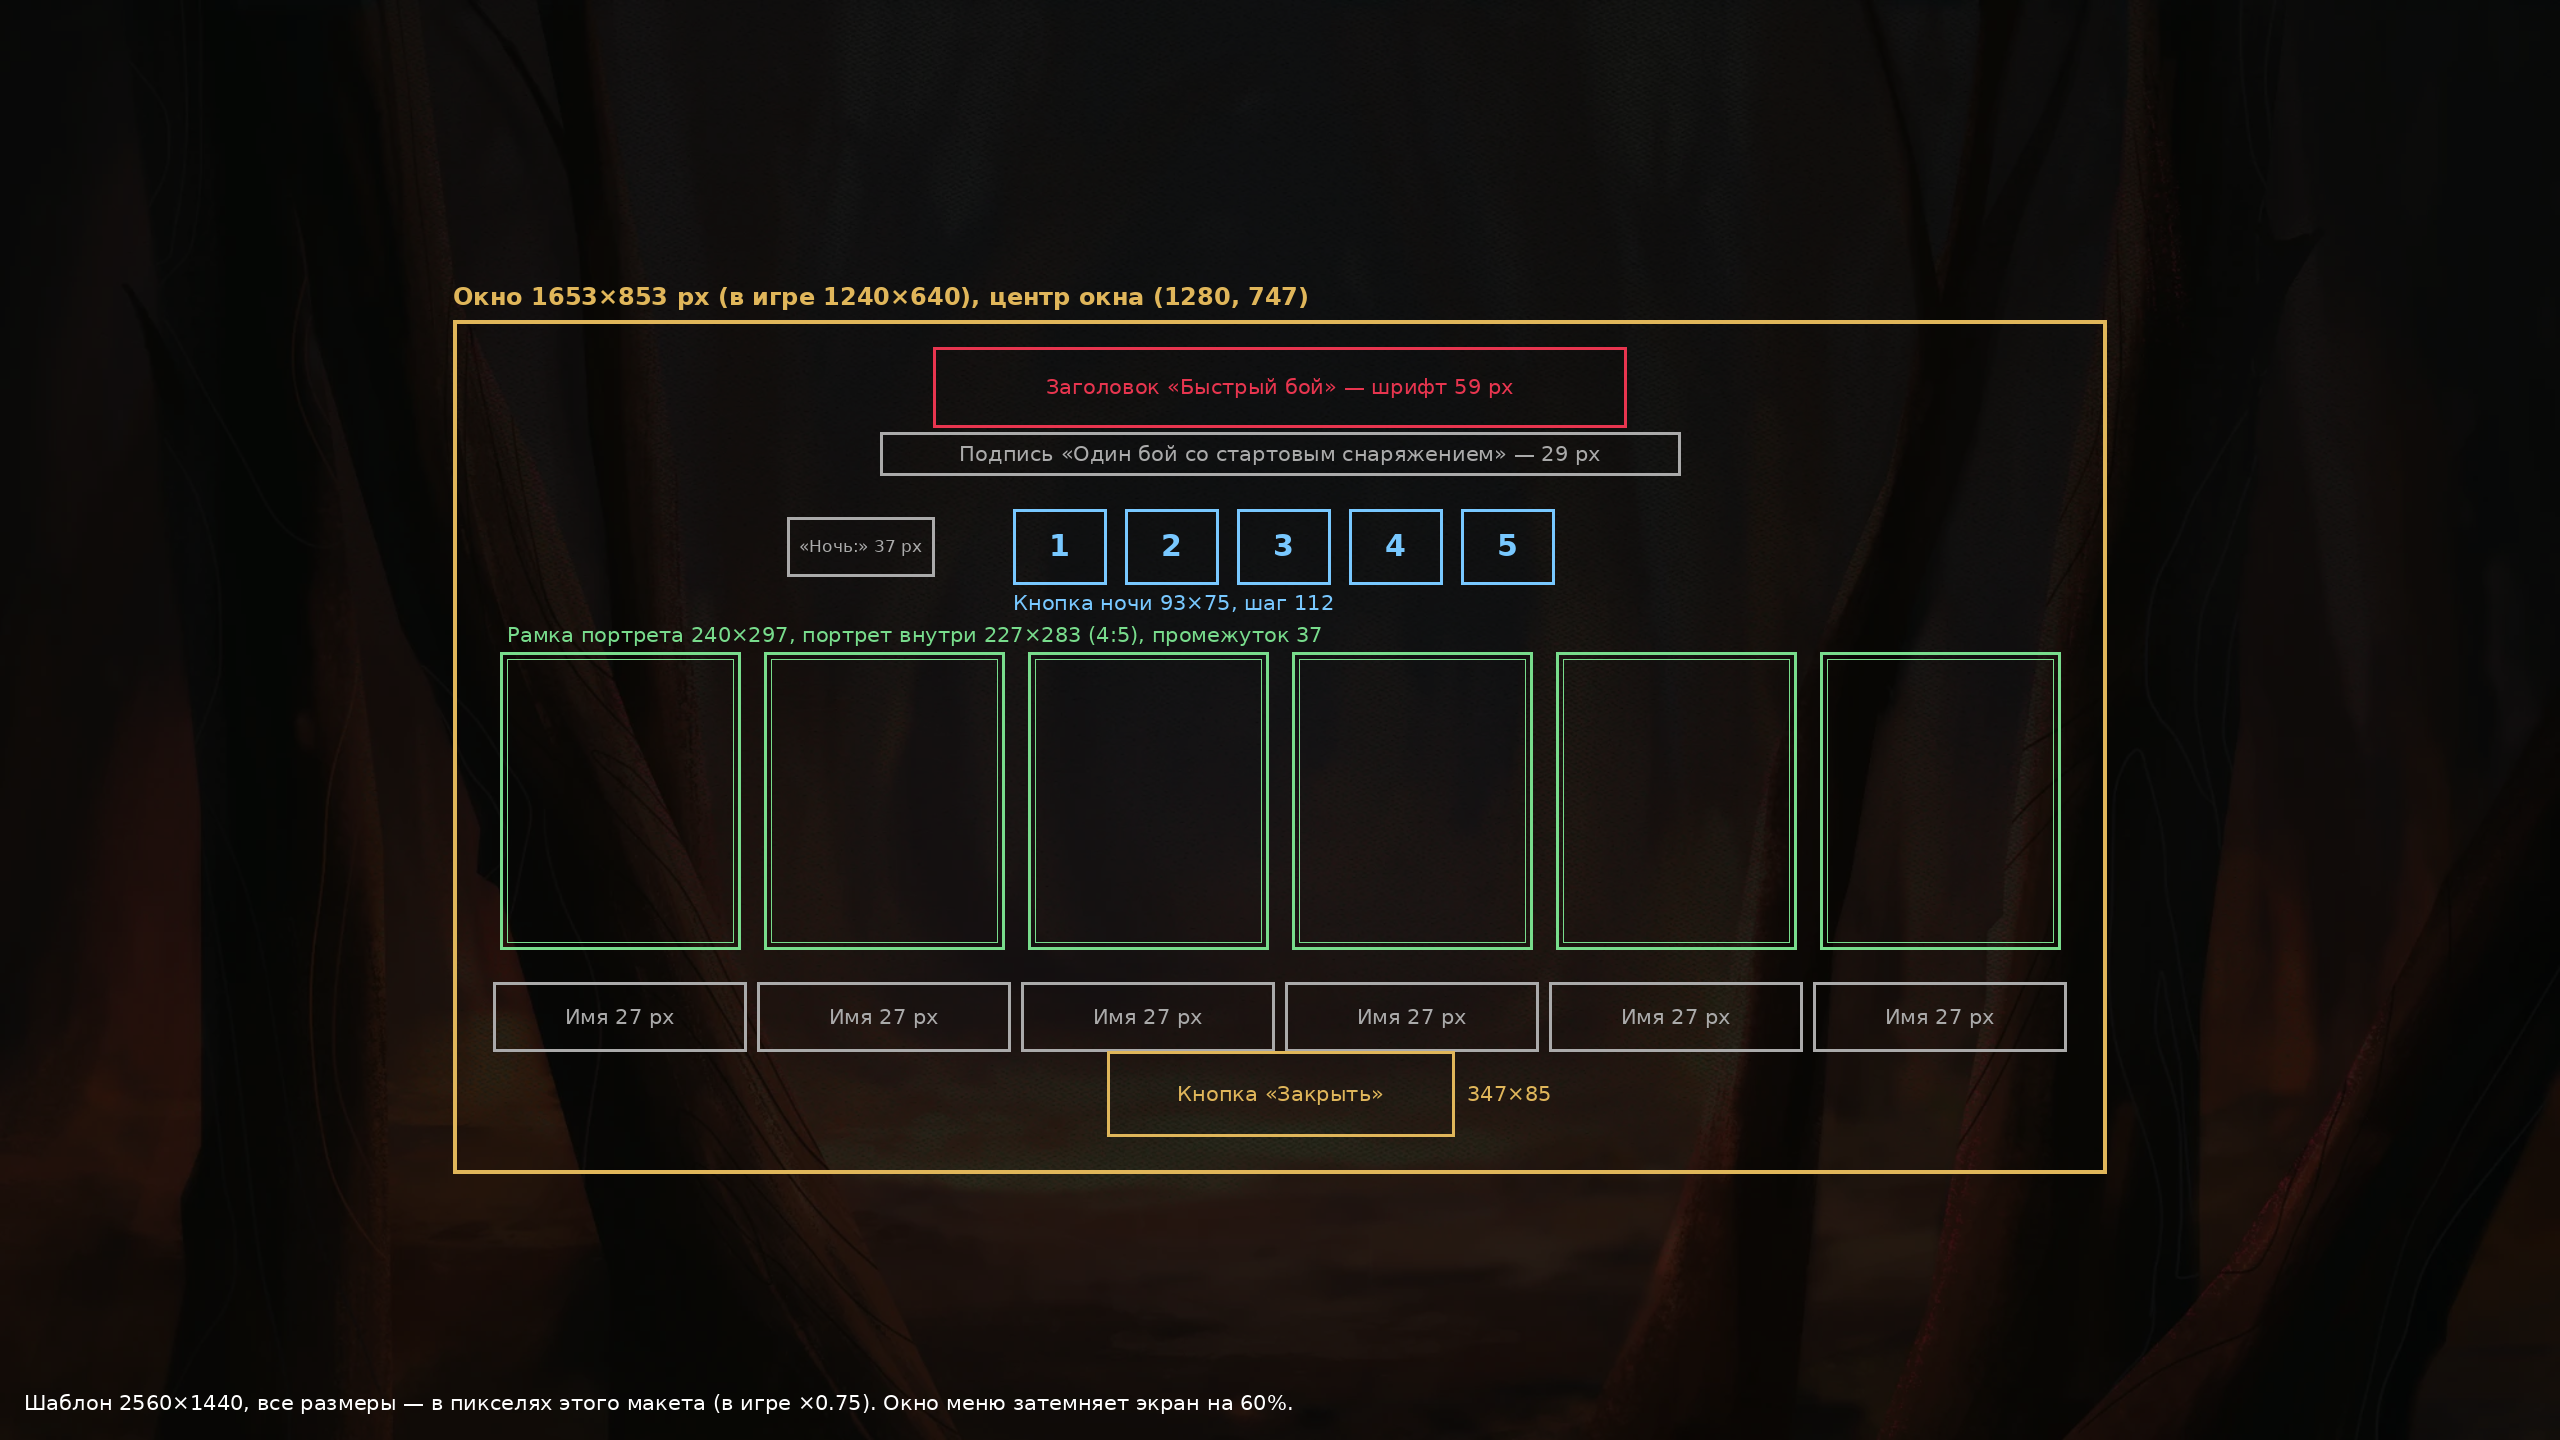 Окно 1653×853 px (в игре 1240×640), центр окна (1280, 747)
Заголовок «Быстрый бой» — шрифт 59 px
Подпись «Один бой со стартовым снаряжением» — 29 px
«Ночь:» 37 px
1
2
3
4
5
Кнопка ночи 93×75, шаг 112
Рамка портрета 240×297, портрет внутри 227×283 (4:5), промежуток 37
Имя 27 px
Имя 27 px
Имя 27 px
Имя 27 px
Имя 27 px
Имя 27 px
Кнопка «Закрыть»
347×85
Шаблон 2560×1440, все размеры — в пикселях этого макета (в игре ×0.75). Окно меню затемняет экран на 60%.